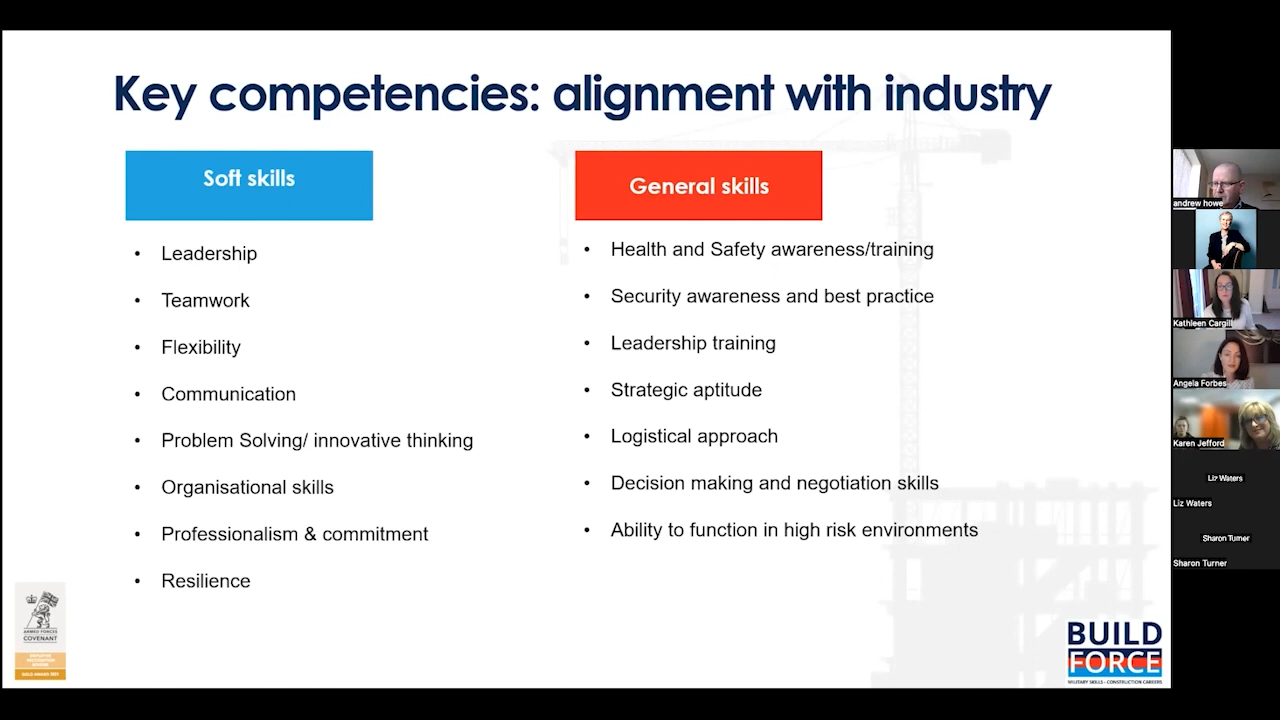 Key competencies: alignment with industry
Soft skills
Leadership
Teamwork
Flexibility
Communication
Problem Solving/ innovative thinking
Organisational skills
Professionalism & commitment
Resilience
General skills
Health and Safety awareness/training
Security awareness and best practice
Leadership training
Strategic aptitude
Logistical approach
Decision making and negotiation skills
Ability to function in high risk environments
ARMED FORCES
COVENANT
BUILD
FORCE
MILITARY SKILLS - CONSTRUCTION CAREERS
andrew howe
Kathleen Cargill
Angela Forbes
Karen Jefford
Liz Waters
Liz Waters
Sharon Turner
Sharon Turner